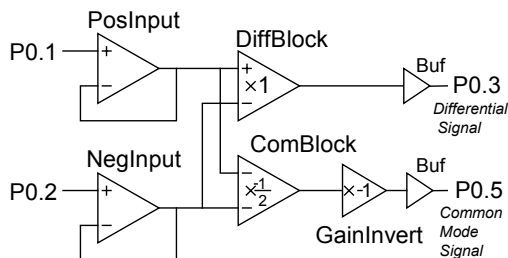 PosInput
P0.1
+
-
DiffBlock
+
×1
-
Buf
P0.3
Differential
Signal
NegInput
P0.2
+
-
ComBlock
-
×-1/2
-
×-1
GainInvert
Buf
P0.5
Common
Mode
Signal